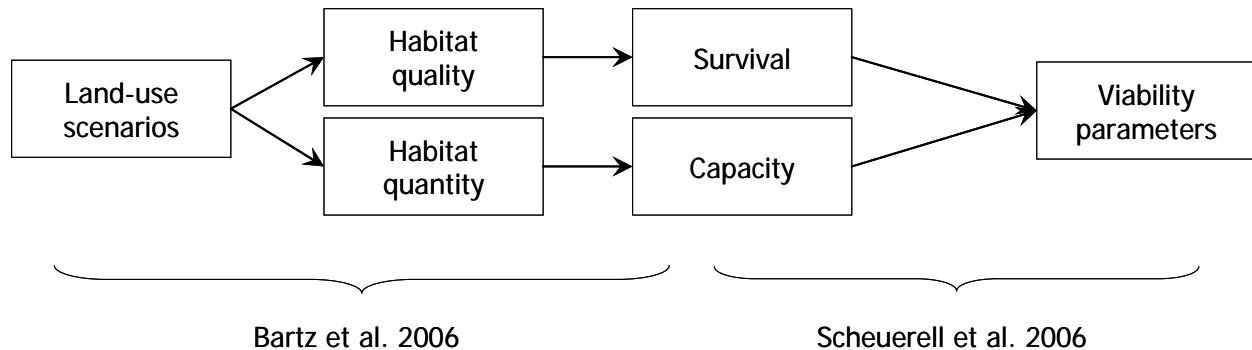 Land-use
scenarios
Habitat
quality
Habitat
quantity
Survival
Capacity
Viability
parameters
Bartz et al. 2006
Scheuerell et al. 2006